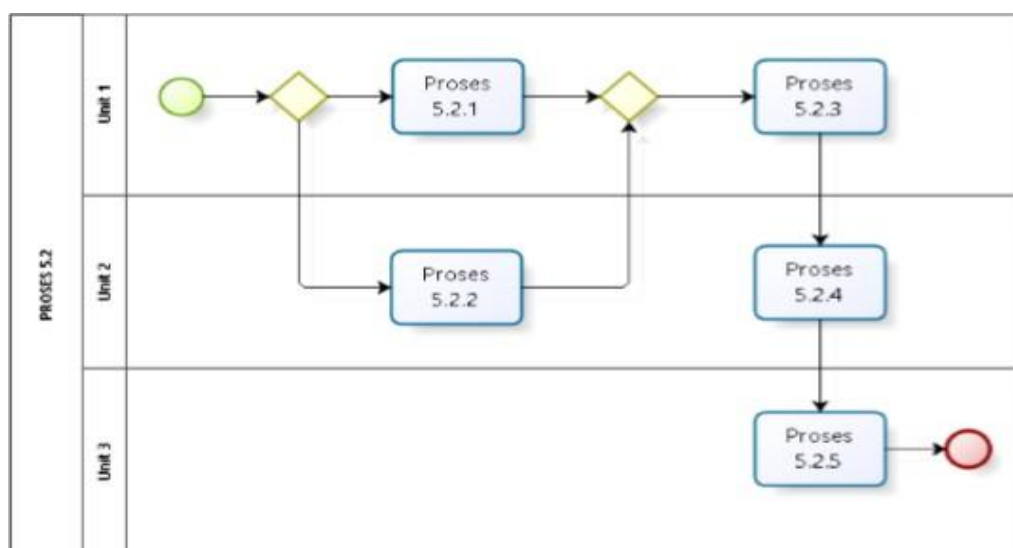 PROSES 5.2
Unit 1
Proses
5.2.1
Proses
5.2.3
Unit 2
Proses
5.2.2
Proses
5.2.4
Unit 3
Proses
5.2.5